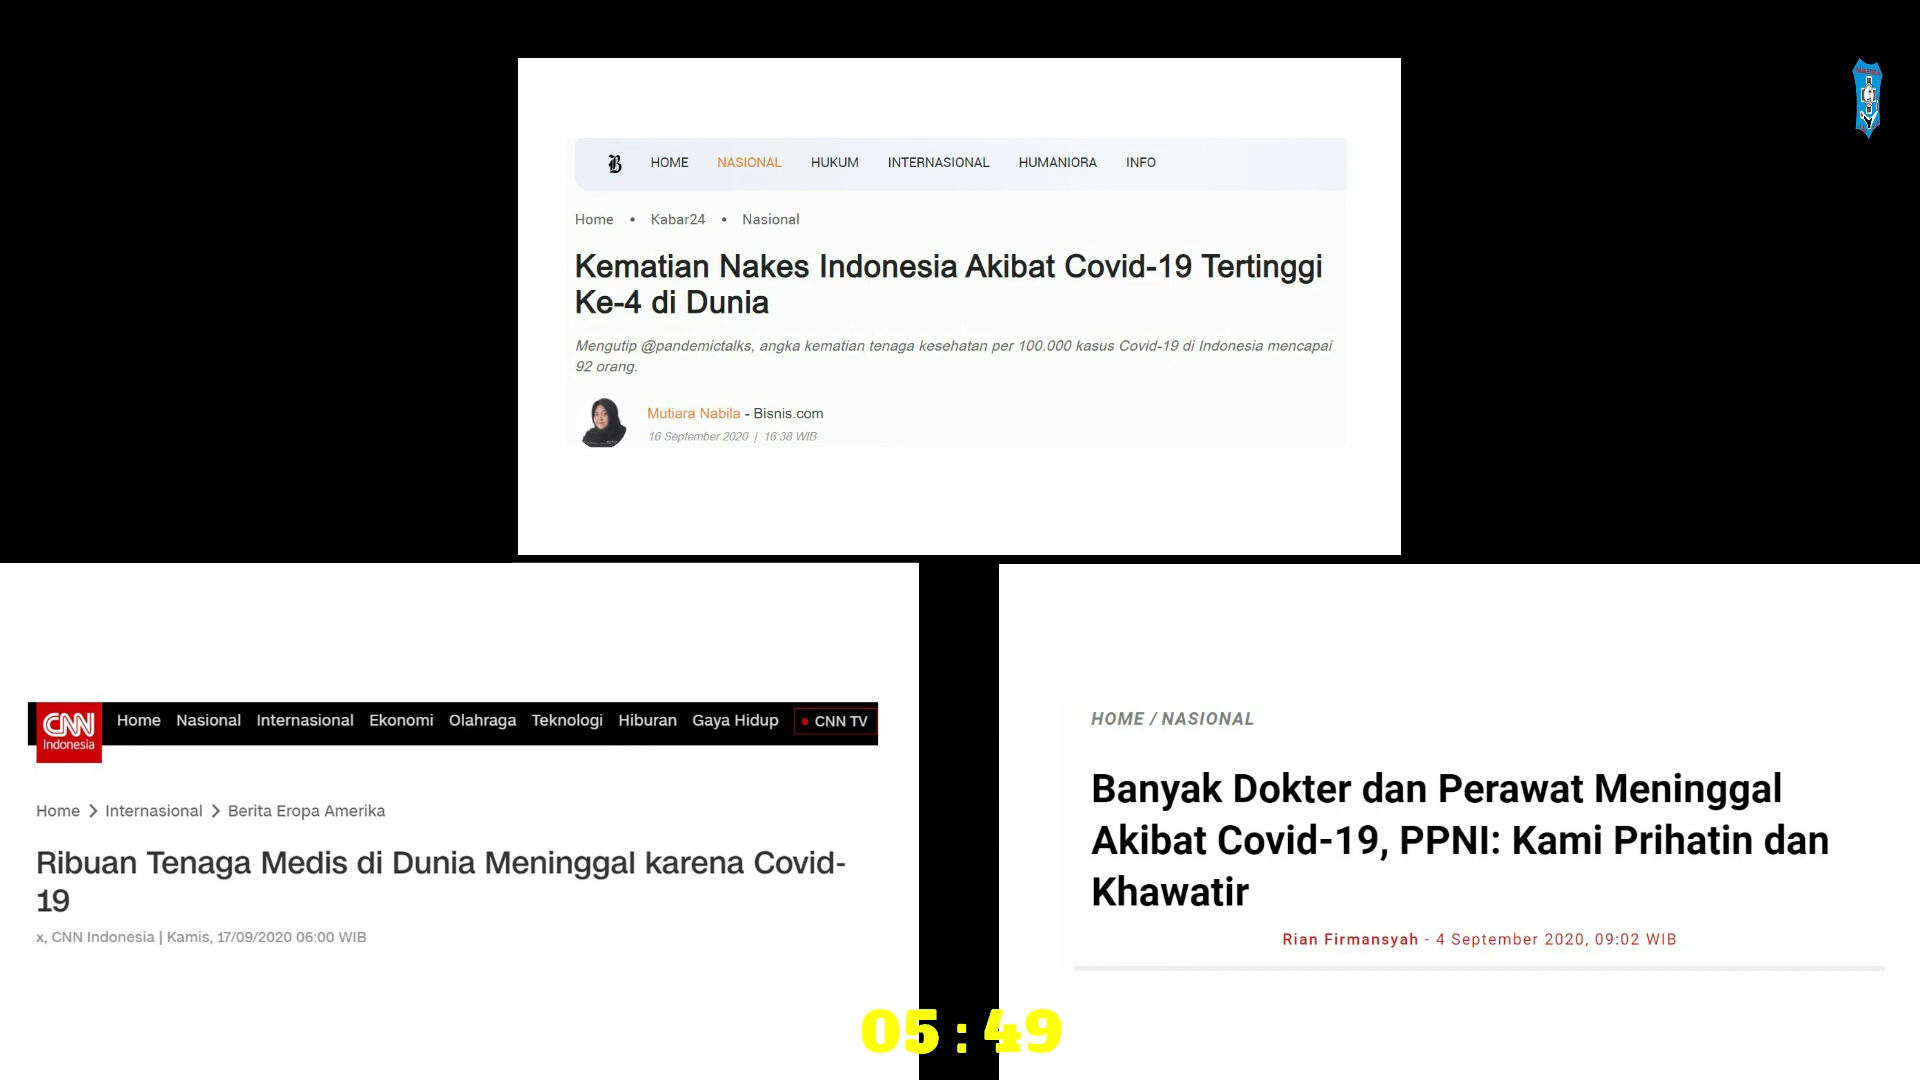 HOME NASIONAL HUKUM INTERNASIONAL HUMANIORA INFO
Home • Kabar24 • Nasional
Kematian Nakes Indonesia Akibat Covid-19 Tertinggi
Ke-4 di Dunia
Mengutip @pandemictalks, angka kematian tenaga kesehatan per 100.000 kasus Covid-19 di Indonesia mencapai
92 orang.
Mutiara Nabila - Bisnis.com
16 September 2020 | 16:38 WIB
CNN
Indonesia
Home Nasional Internasional Ekonomi Olahraga Teknologi Hiburan Gaya Hidup CNN TV
Home > Internasional > Berita Eropa Amerika
Ribuan Tenaga Medis di Dunia Meninggal karena Covid-
19
x, CNN Indonesia | Kamis, 17/09/2020 06:00 WIB
HOME / NASIONAL
Banyak Dokter dan Perawat Meninggal
Akibat Covid-19, PPNI: Kami Prihatin dan
Khawatir
Rian Firmansyah - 4 September 2020, 09:02 WIB
05:49